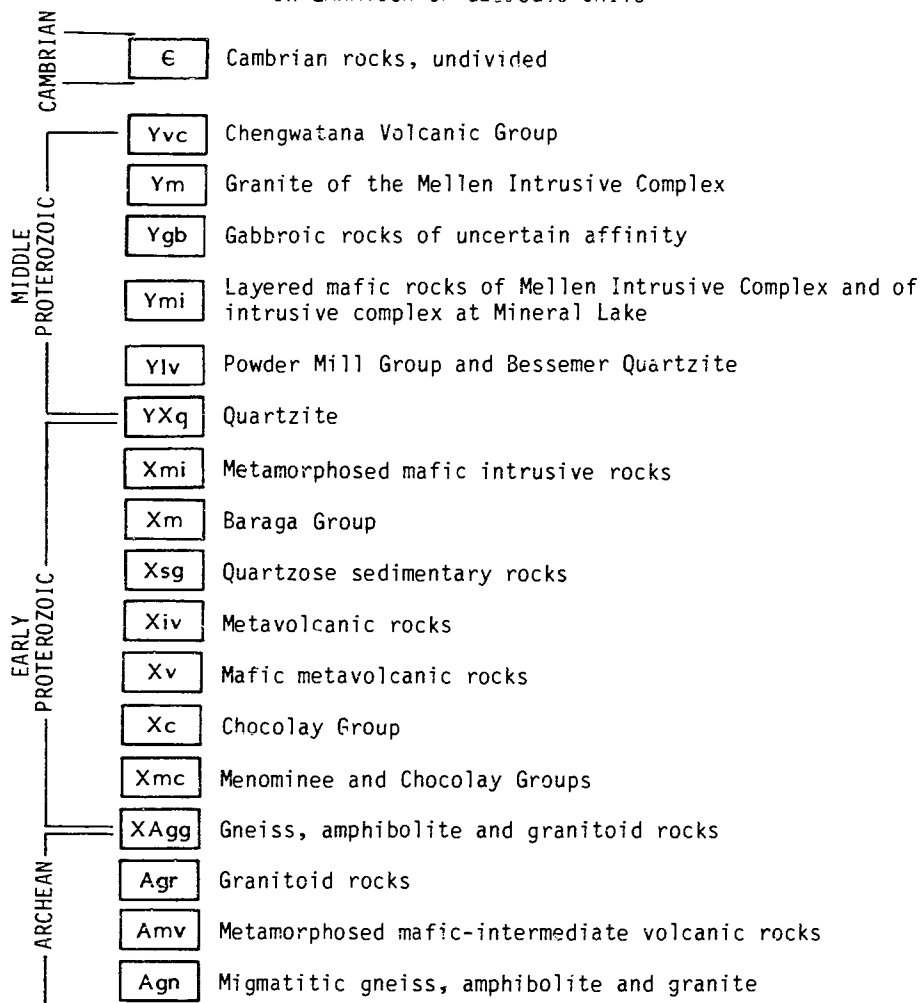 CAMBRIAN
Є Cambrian rocks, undivided
MIDDLE
PROTEROZOIC
Yvc Chengwatana Volcanic Group
Ym Granite of the Mellen Intrusive Complex
Ygb Gabbroic rocks of uncertain affinity
Ymi Layered mafic rocks of Mellen Intrusive Complex and of
intrusive complex at Mineral Lake
Ylv Powder Mill Group and Bessemer Quartzite
YXq Quartzite
EARLY
PROTEROZOIC
Xmi Metamorphosed mafic intrusive rocks
Xm Baraga Group
Xsg Quartzose sedimentary rocks
Xiv Metavolcanic rocks
Xv Mafic metavolcanic rocks
Xc Chocolay Group
Xmc Menominee and Chocolay Groups
XAgg Gneiss, amphibolite and granitoid rocks
ARCHEAN
Agr Granitoid rocks
Amv Metamorphosed mafic-intermediate volcanic rocks
Agn Migmatitic gneiss, amphibolite and granite